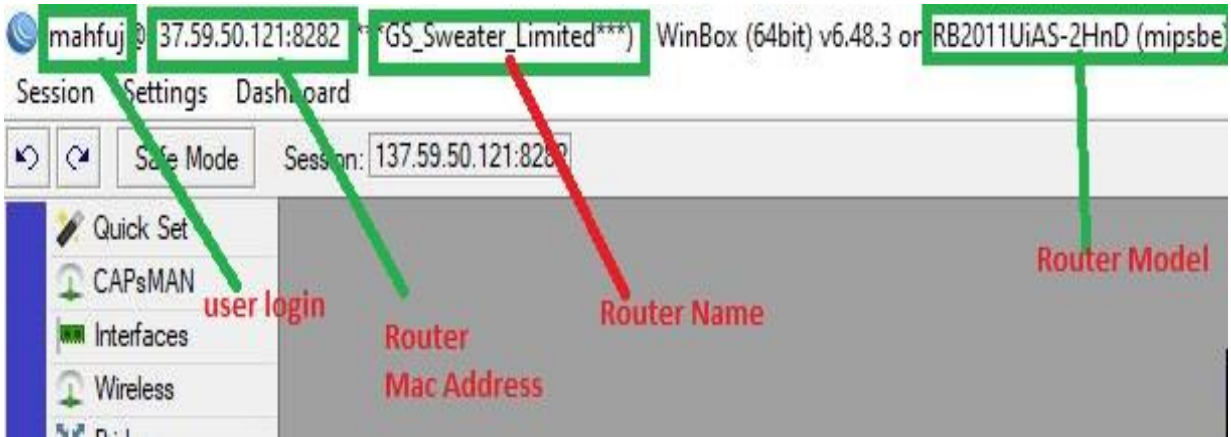 mahfuj@ 37.59.50.121:8282 ***GS_Sweater_Limited***) WinBox (64bit) v6.48.3 on RB2011UiAS-2HnD (mipsbe)
Session Settings Dashboard
Safe Mode Session: 137.59.50.121:8282
Quick Set
CAPsMAN
Interfaces
Wireless
user login
Router
Mac Address
Router Name
Router Model